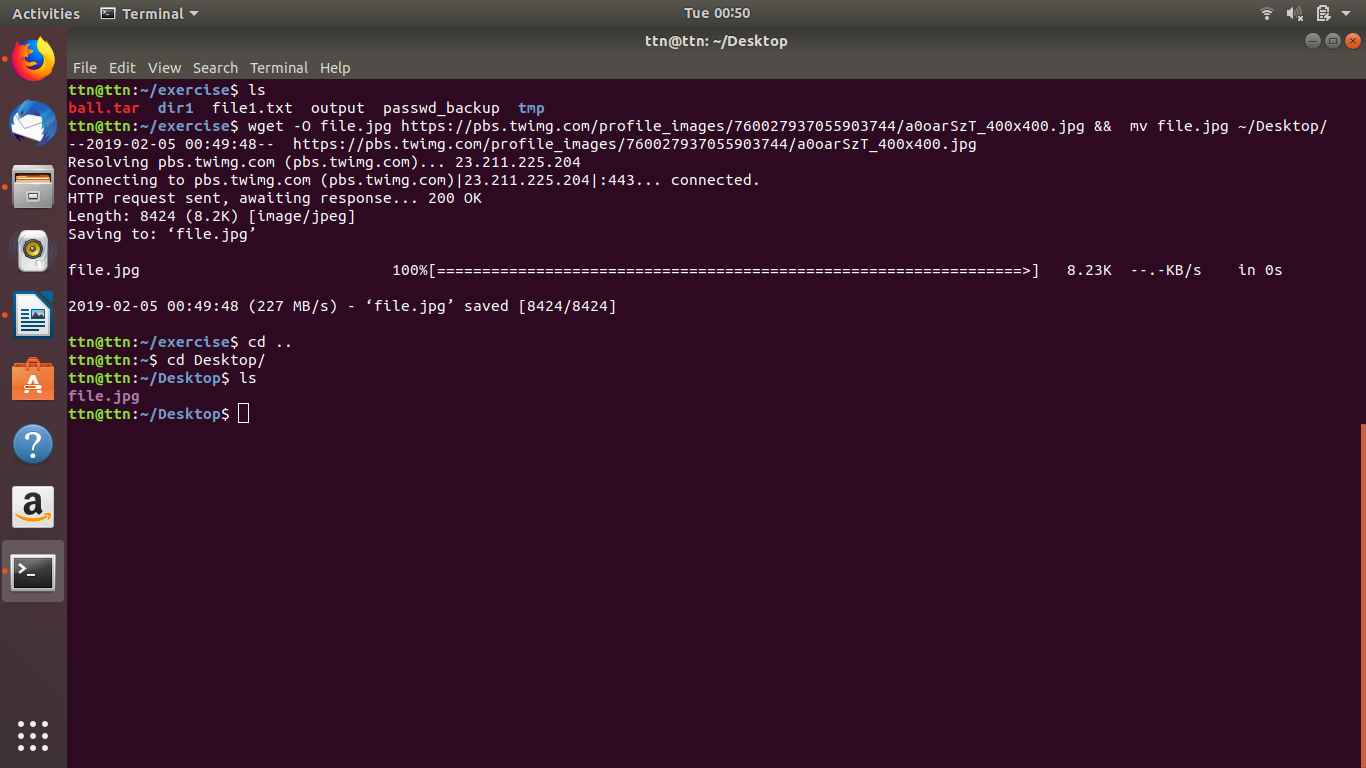 Activities Terminal Tue 00:50
ttn@ttn: ~/Desktop
File Edit View Search Terminal Help
ttn@ttn:~/exercise$ ls
ball.tar  dir1  file1.txt  output  passwd_backup  tmp
ttn@ttn:~/exercise$ wget -O file.jpg https://pbs.twimg.com/profile_images/760027937055903744/a0oarSzT_400x400.jpg &&  mv file.jpg ~/Desktop/
--2019-02-05 00:49:48--  https://pbs.twimg.com/profile_images/760027937055903744/a0oarSzT_400x400.jpg
Resolving pbs.twimg.com (pbs.twimg.com)... 23.211.225.204
Connecting to pbs.twimg.com (pbs.twimg.com)|23.211.225.204|:443... connected.
HTTP request sent, awaiting response... 200 OK
Length: 8424 (8.2K) [image/jpeg]
Saving to: ‘file.jpg’
file.jpg                            100%[=================================================================>]   8.23K  --.-KB/s    in 0s
2019-02-05 00:49:48 (227 MB/s) - ‘file.jpg’ saved [8424/8424]
ttn@ttn:~/exercise$ cd ..
ttn@ttn:~$ cd Desktop/
ttn@ttn:~/Desktop$ ls
file.jpg
ttn@ttn:~/Desktop$